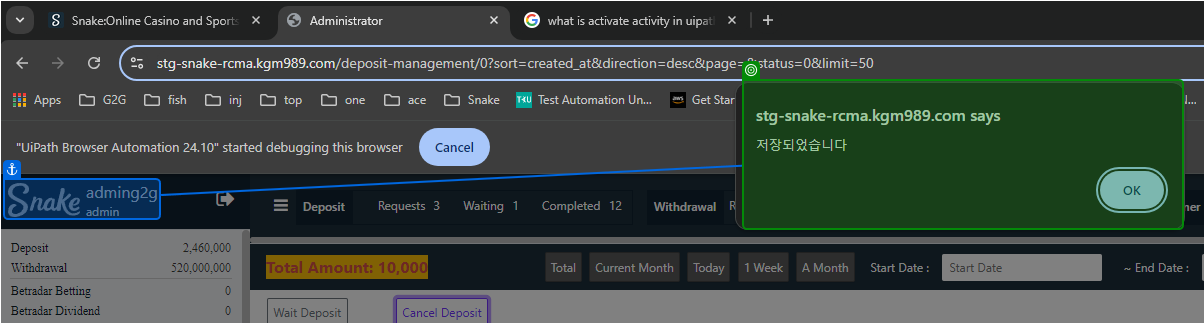 Snake:Online Casino and Sports
Administrator
what is activate activity in uipat
stg-snake-rcma.kgm989.com/deposit-management/0?sort=created_at&direction=desc&page= &status=0&limit=50
Apps G2G fish inj top one ace Snake Test Automation Un... Get Star
stg-snake-rcma.kgm989.com says
저장되었습니다
OK
"UiPath Browser Automation 24.10" started debugging this browser Cancel
Snake adming2g
admin
Deposit Requests 3 Waiting 1 Completed 12 Withdrawal
Deposit 2,460,000
Withdrawal 520,000,000
Betradar Betting 0
Betradar Dividend 0
Total Amount: 10,000 Total Current Month Today 1 Week A Month Start Date : Start Date ~ End Date :
Wait Deposit Cancel Deposit